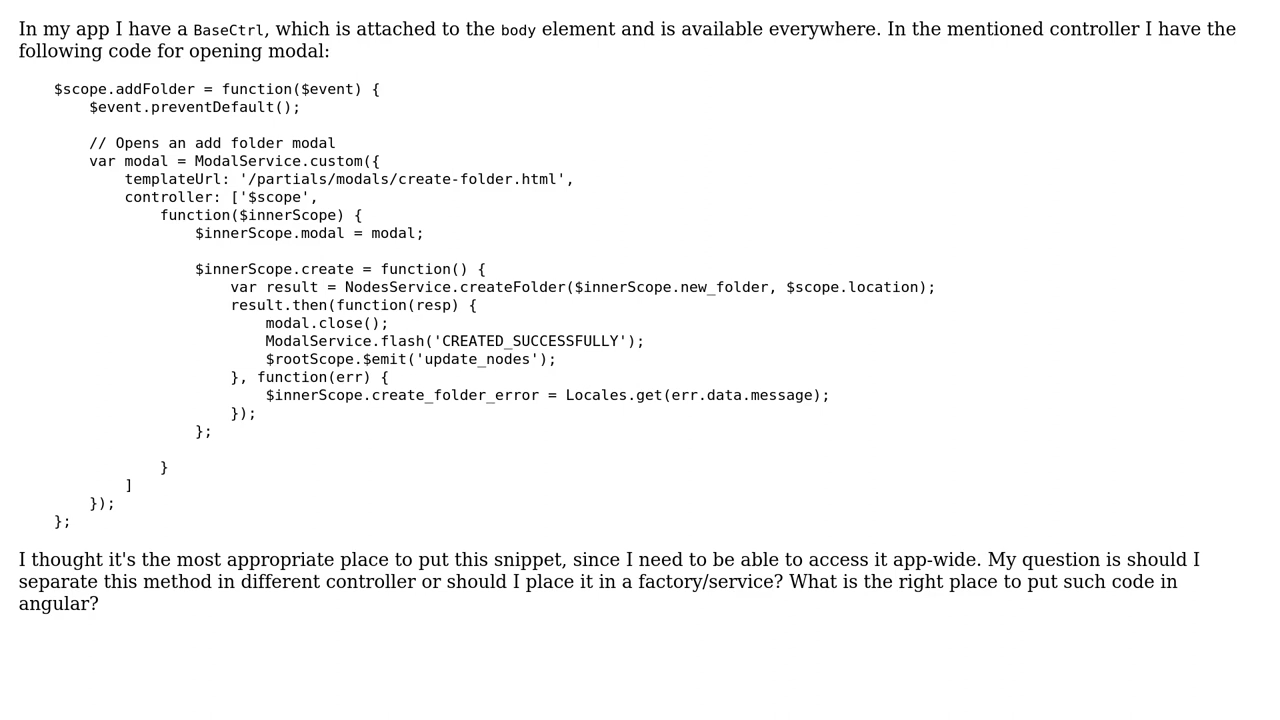 In my app I have a BaseCtrl, which is attached to the body element and is available everywhere. In the mentioned controller I have the
following code for opening modal:
$scope.addFolder = function($event) {
$event.preventDefault();
// Opens an add folder modal
var modal = ModalService.custom({
templateUrl: '/partials/modals/create-folder.html',
controller: ['$scope',
function($innerScope) {
$innerScope.modal = modal;
$innerScope.create = function() {
var result = NodesService.createFolder($innerScope.new_folder, $scope.location);
result.then(function(resp) {
modal.close();
ModalService.flash('CREATED_SUCCESSFULLY');
$rootScope.$emit('update_nodes');
}, function(err) {
$innerScope.create_folder_error = Locales.get(err.data.message);
});
};
}
]
});
};
I thought it's the most appropriate place to put this snippet, since I need to be able to access it app-wide. My question is should I
separate this method in different controller or should I place it in a factory/service? What is the right place to put such code in
angular?